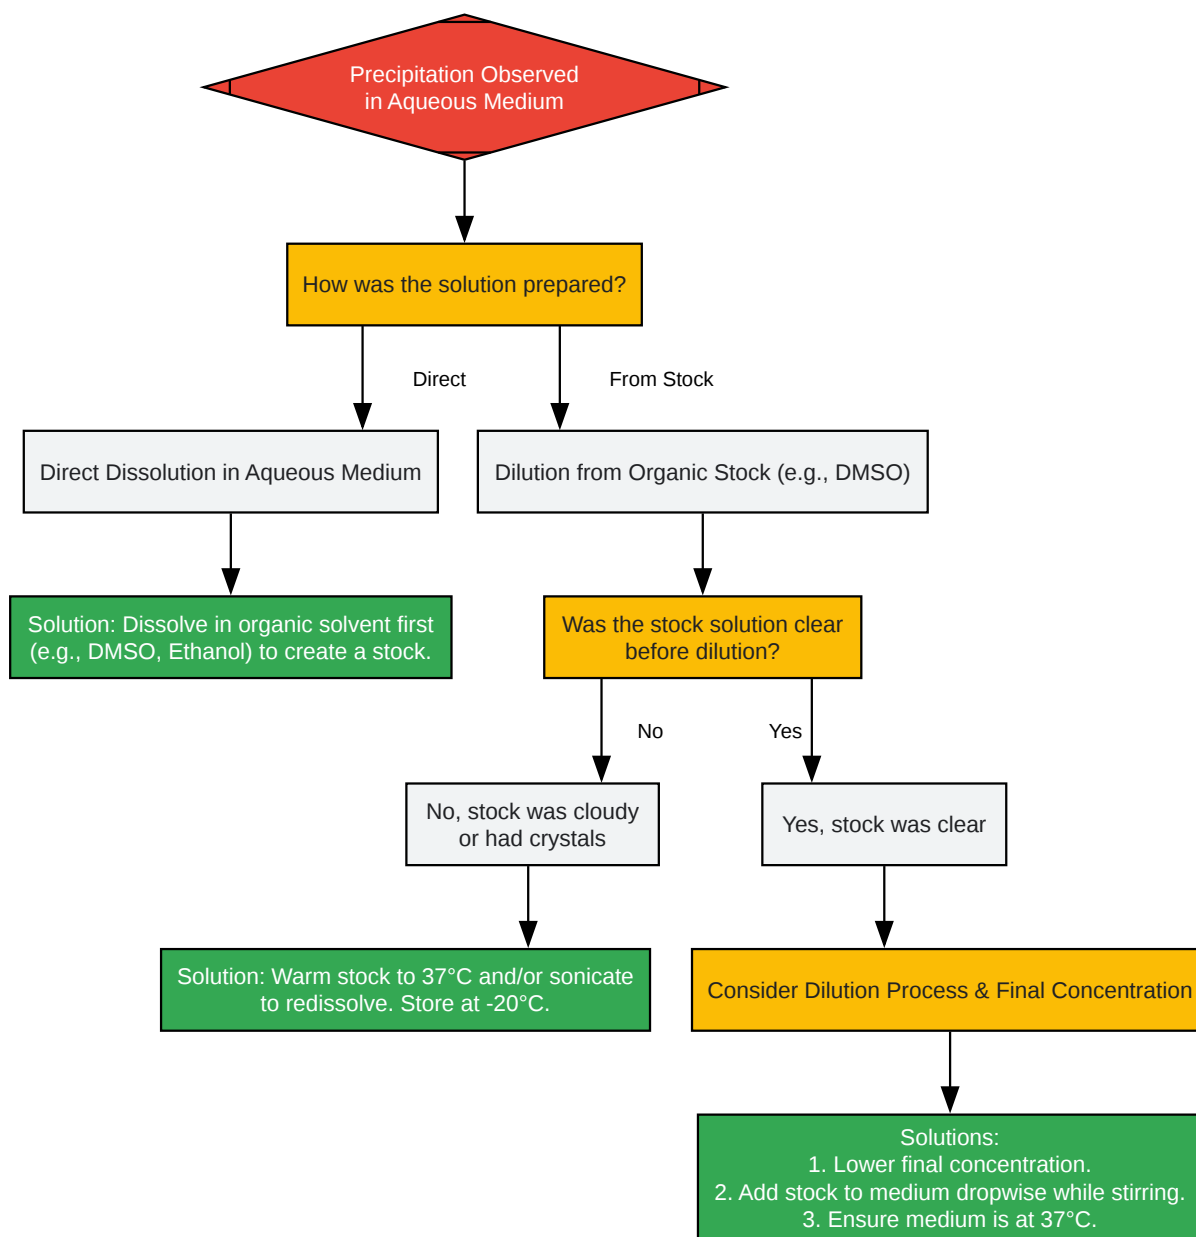 Precipitation Observed
in Aqueous Medium
How was the solution prepared?
Direct
From Stock
Direct Dissolution in Aqueous Medium
Dilution from Organic Stock (e.g., DMSO)
Solution: Dissolve in organic solvent first
(e.g., DMSO, Ethanol) to create a stock.
Was the stock solution clear
before dilution?
No
Yes
No, stock was cloudy
or had crystals
Yes, stock was clear
Solution: Warm stock to 37°C and/or sonicate
to redissolve. Store at -20°C.
Consider Dilution Process & Final Concentration
Solutions:
1. Lower final concentration.
2. Add stock to medium dropwise while stirring.
3. Ensure medium is at 37°C.